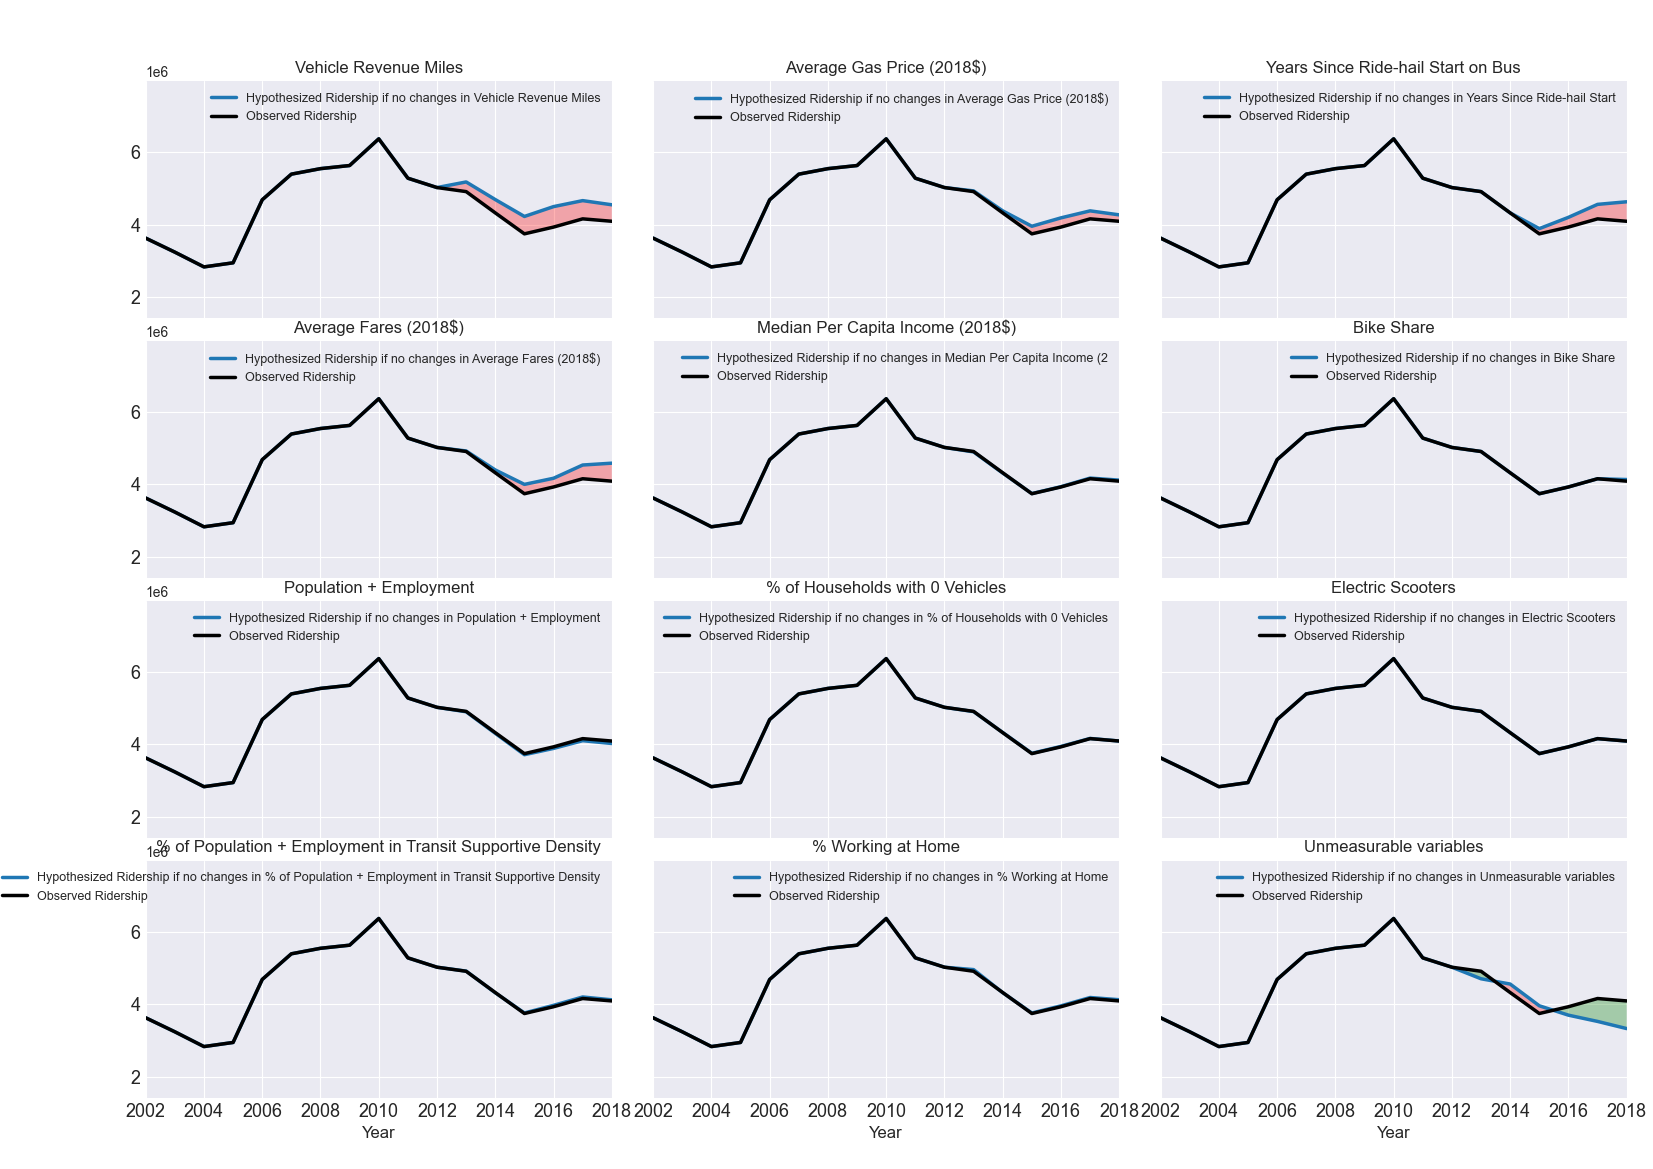 Vehicle Revenue Miles
1e6
Hypothesized Ridership if no changes in Vehicle Revenue Miles
Observed Ridership
6
4
2
Average Gas Price (2018$)
Hypothesized Ridership if no changes in Average Gas Price (2018$)
Observed Ridership
Years Since Ride-hail Start on Bus
Hypothesized Ridership if no changes in Years Since Ride-hail Start
Observed Ridership
Average Fares (2018$)
1e6
Hypothesized Ridership if no changes in Average Fares (2018$)
Observed Ridership
6
4
2
Median Per Capita Income (2018$)
Hypothesized Ridership if no changes in Median Per Capita Income (2
Observed Ridership
Bike Share
Hypothesized Ridership if no changes in Bike Share
Observed Ridership
Population + Employment
1e6
Hypothesized Ridership if no changes in Population + Employment
Observed Ridership
6
4
2
% of Households with 0 Vehicles
Hypothesized Ridership if no changes in % of Households with 0 Vehicles
Observed Ridership
Electric Scooters
Hypothesized Ridership if no changes in Electric Scooters
Observed Ridership
% of Population + Employment in Transit Supportive Density
1e6
Hypothesized Ridership if no changes in % of Population + Employment in Transit Supportive Density
Observed Ridership
6
4
2
2002 2004 2006 2008 2010 2012 2014 2016 2018
Year
% Working at Home
Hypothesized Ridership if no changes in % Working at Home
Observed Ridership
2002 2004 2006 2008 2010 2012 2014 2016 2018
Year
Unmeasurable variables
Hypothesized Ridership if no changes in Unmeasurable variables
Observed Ridership
2002 2004 2006 2008 2010 2012 2014 2016 2018
Year